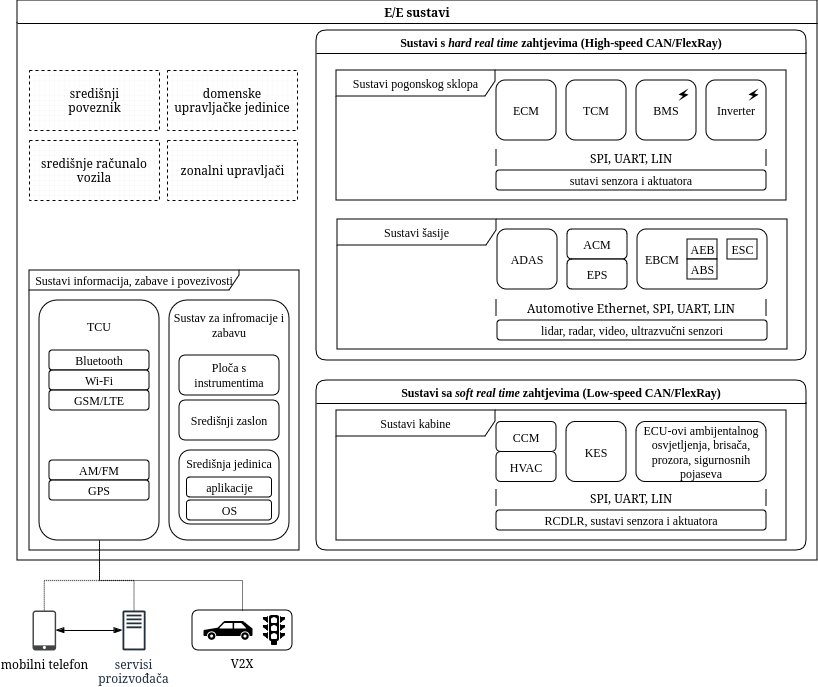 E/E sustavi
središnji
poveznik
domenske
upravljačke jedinice
središnje računalo
vozila
zonalni upravljači
Sustavi s hard real time zahtjevima (High-speed CAN/FlexRay)
Sustavi pogonskog sklopa
ECM
TCM
BMS
Inverter
SPI, UART, LIN
sutavi senzora i aktuatora
Sustavi šasije
ADAS
ACM
EPS
EBCM
AEB
ABS
ESC
Automotive Ethernet, SPI, UART, LIN
lidar, radar, video, ultrazvučni senzori
Sustavi sa soft real time zahtjevima (Low-speed CAN/FlexRay)
Sustavi kabine
CCM
HVAC
KES
ECU-ovi ambijentalnog
osvjetljenja, brisača,
prozora, sigurnosnih
pojaseva
SPI, UART, LIN
RCDLR, sustavi senzora i aktuatora
Sustavi informacija, zabave i povezivosti
TCU
Bluetooth
Wi-Fi
GSM/LTE
AM/FM
GPS
Sustav za infromacije i
zabavu
Ploča s
instrumentima
Središnji zaslon
Središnja jedinica
aplikacije
OS
mobilni telefon
servisi
proizvođača
V2X